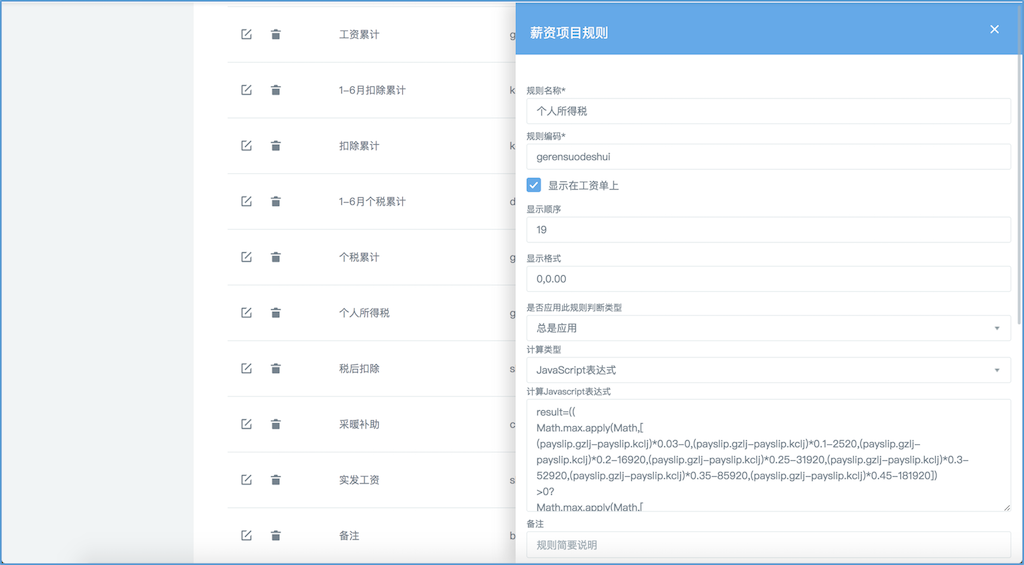 工资累计
g
1-6月扣除累计
k
扣除累计
k
1-6月个税累计
d
个税累计
g
个人所得税
g
税后扣除
s
采暖补助
c
实发工资
s
备注
b
薪资项目规则
规则名称*
个人所得税
规则编码*
gerensuodeshui
显示在工资单上
显示顺序
19
显示格式
0,0.00
是否应用此规则判断类型
总是应用
计算类型
JavaScript表达式
计算Javascript表达式
result=((
Math.max.apply(Math,[
(payslip.gzlj-payslip.kclj)*0.03-0,(payslip.gzlj-payslip.kclj)*0.1-2520,(payslip.gzlj-
payslip.kclj)*0.2-16920,(payslip.gzlj-payslip.kclj)*0.25-31920,(payslip.gzlj-payslip.kclj)*0.3-
52920,(payslip.gzlj-payslip.kclj)*0.35-85920,(payslip.gzlj-payslip.kclj)*0.45-181920])
>0?
Math.max.apply(Math,[
备注
规则简要说明